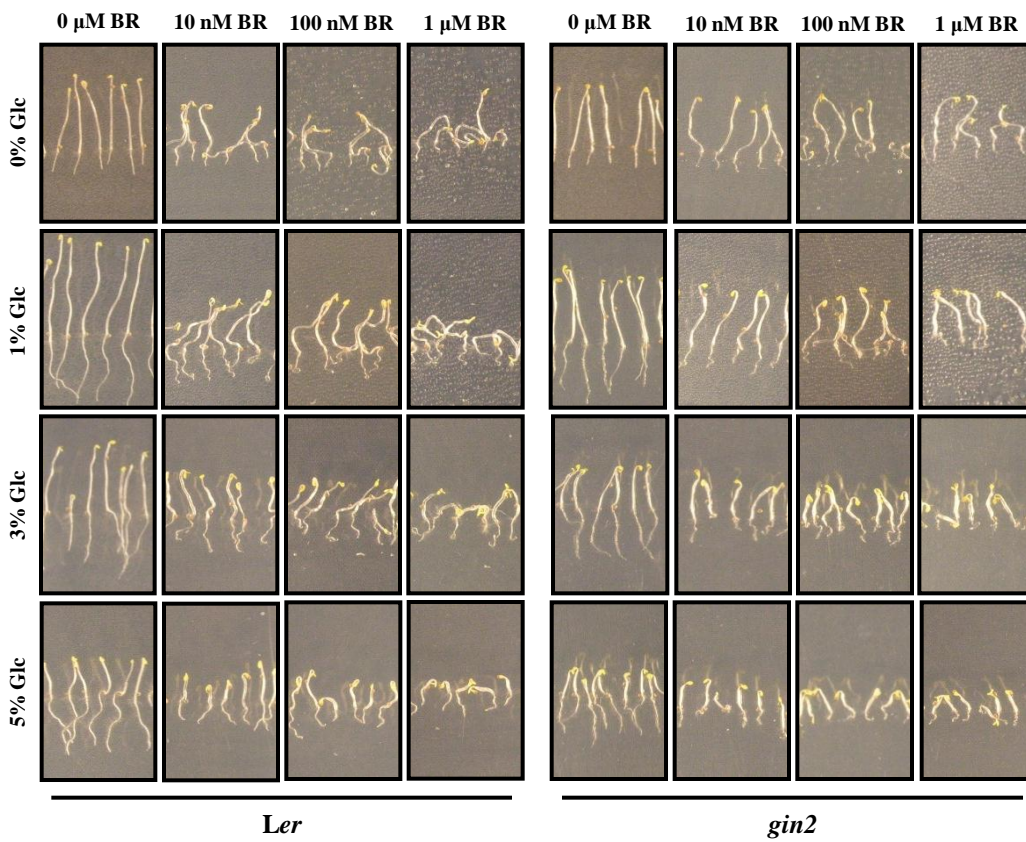 0 µM BR 10 nM BR 100 nM BR 1 µM BR 0 µM BR 10 nM BR 100 nM BR 1 µM BR
0% Glc
1% Glc
3% Glc
5% Glc
Ler gin2